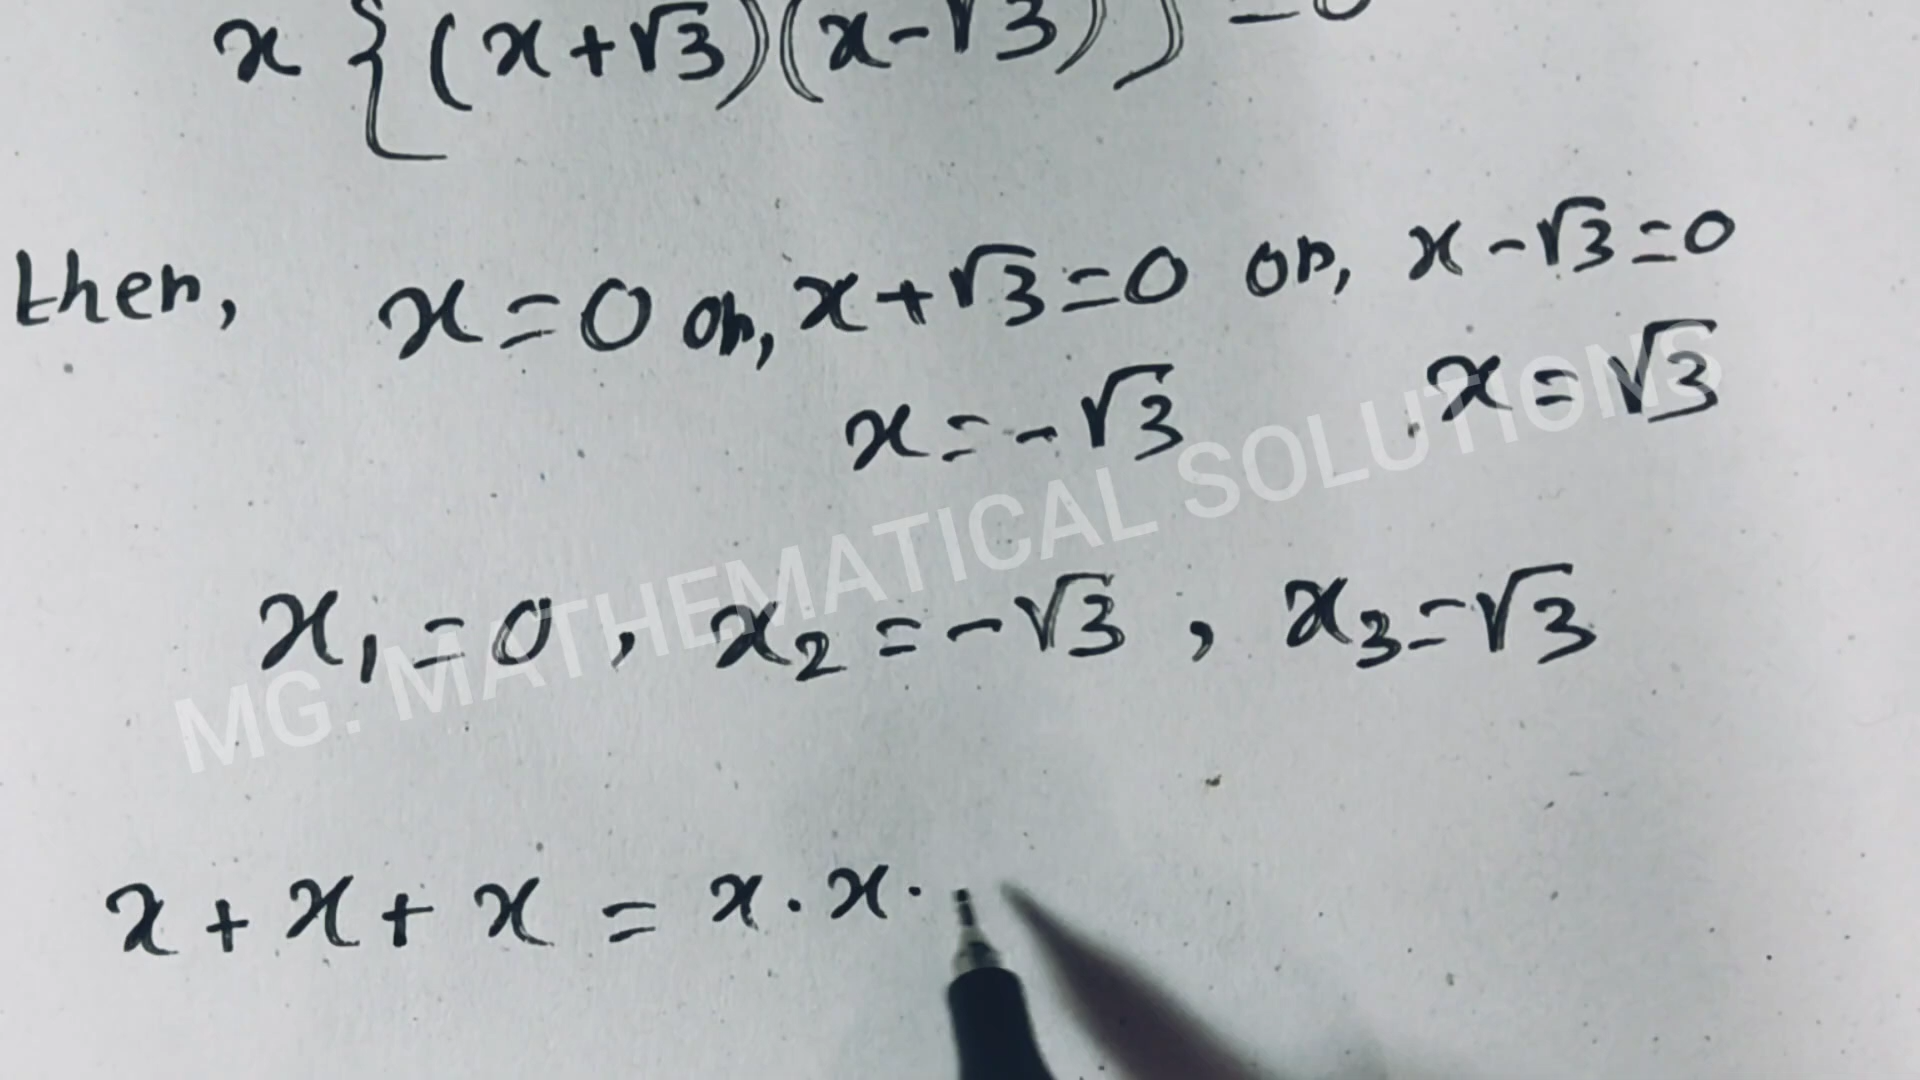 x {(x+√3)(x-√3)} = 0
then, x = 0 or, x+√3=0 or, x-√3=0
x = -√3 x = √3
x₁ = 0 , x₂ = -√3 , x₃ = √3
MG. MATHEMATICAL SOLUTIONS
x + x + x = x · x ·